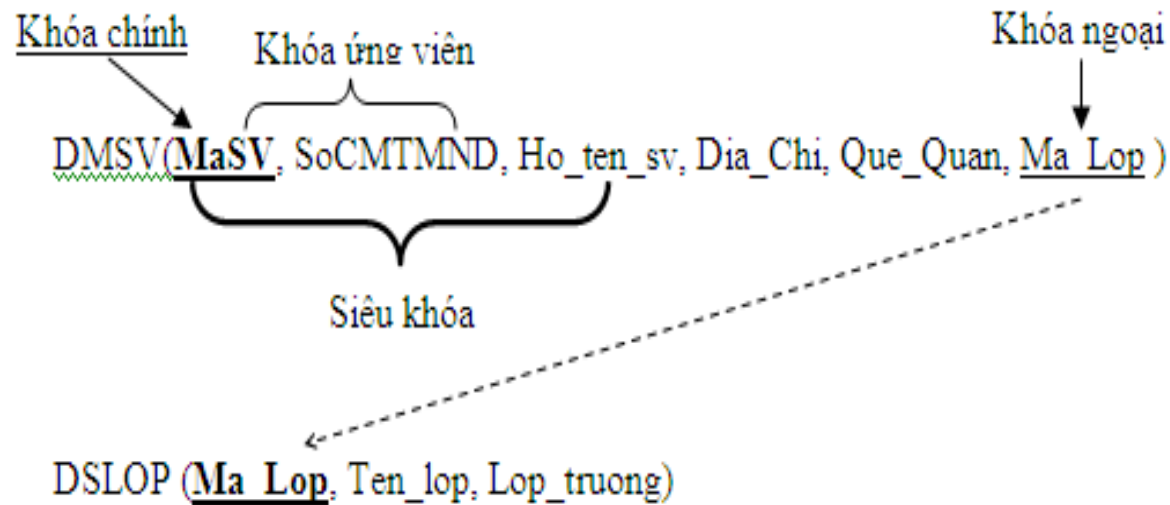 Khóa chính
Khóa ứng viên
Khóa ngoại
DMSV(MaSV, SoCMTMND, Ho_ten_sv, Dia_Chi, Que_Quan, Ma_Lop )
Siêu khóa
DSLOP (Ma_Lop, Ten_lop, Lop_truong)